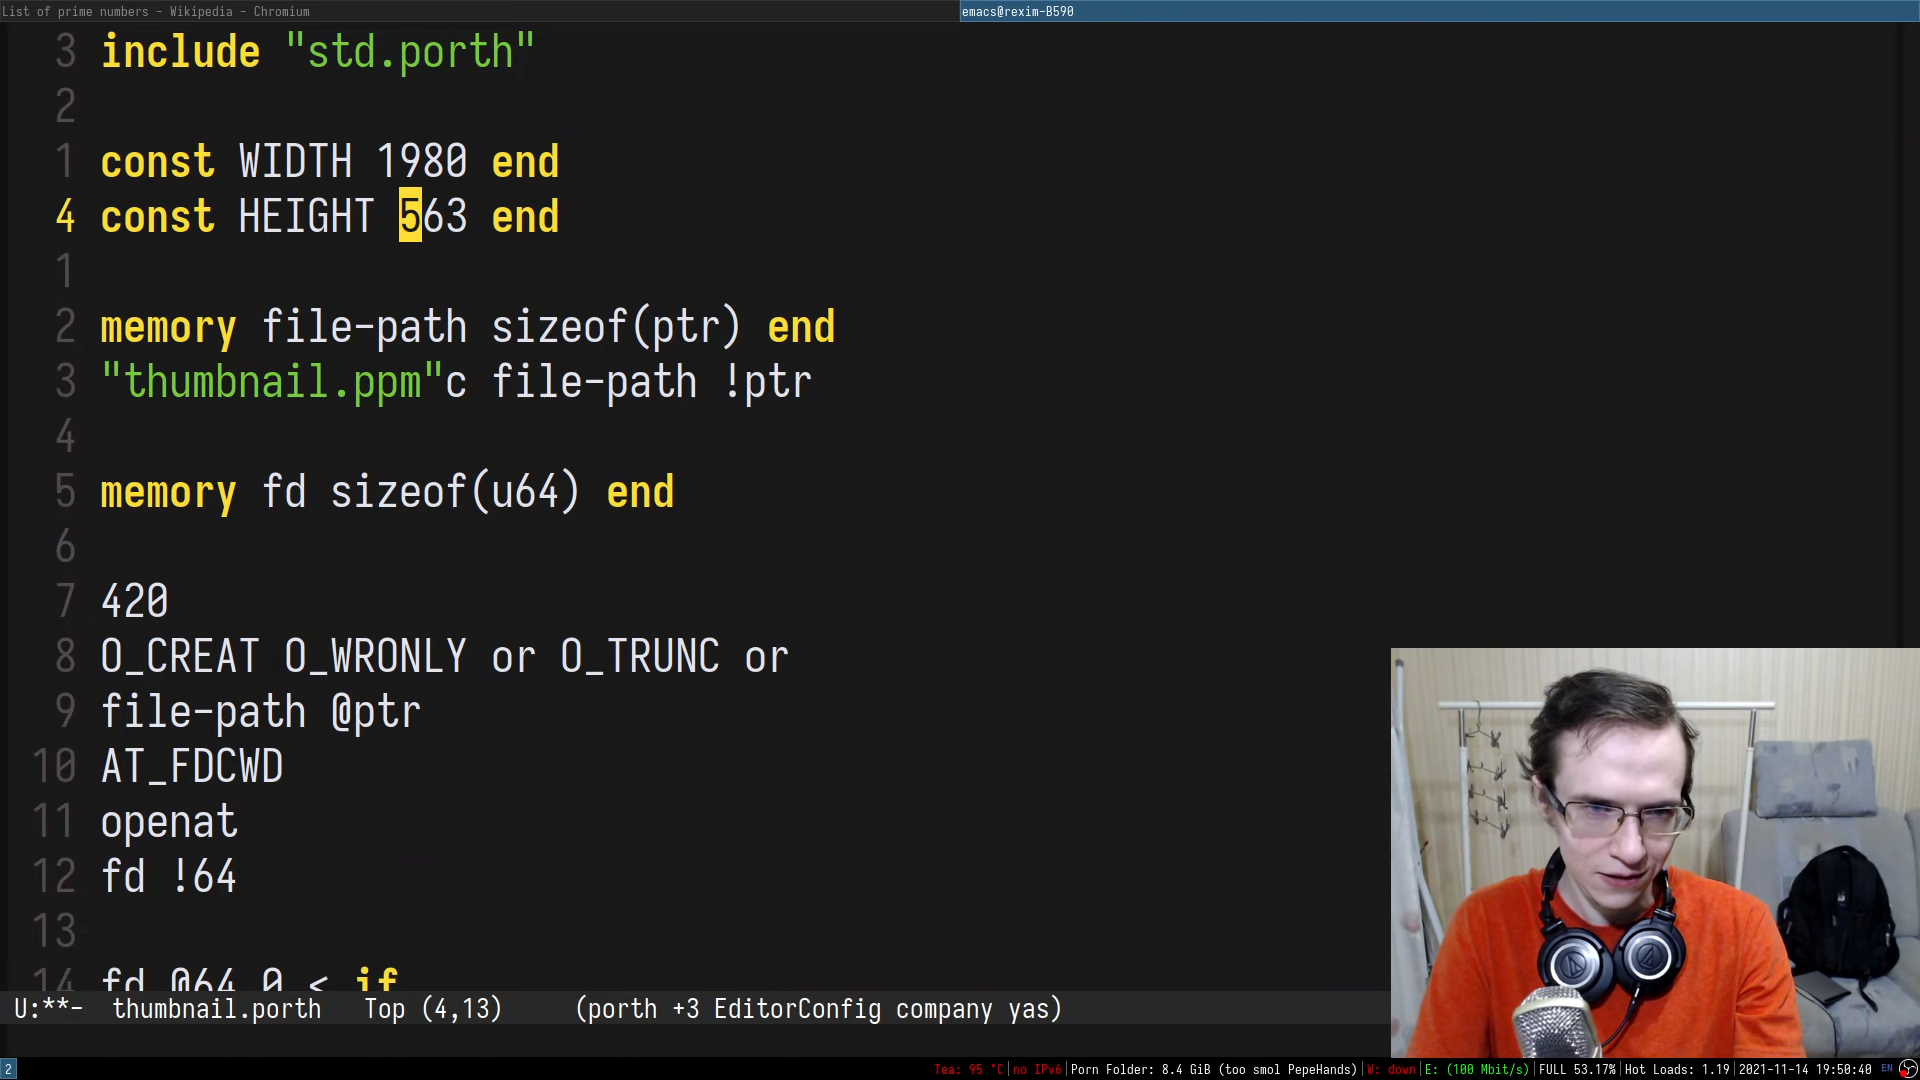 List of prime numbers - Wikipedia - Chromium
emacs@rexim-B590
3 include "std.porth"
2
1 const WIDTH 1980 end
4 const HEIGHT 563 end
1
2 memory file-path sizeof(ptr) end
3 "thumbnail.ppm"c file-path !ptr
4
5 memory fd sizeof(u64) end
6
7 420
8 O_CREAT O_WRONLY or O_TRUNC or
9 file-path @ptr
10 AT_FDCWD
11 openat
12 fd !64
13
14 fd @64 0 < if
U:**- thumbnail.porth Top (4,13) (porth +3 EditorConfig company yas)
2 Tea: 95 °C|no IPv6|Porn Folder: 8.4 GiB (too smol PepeHands)|W: down|E: (100 Mbit/s)|FULL 53.17%|Hot Loads: 1.19|2021-11-14 19:50:40 EN